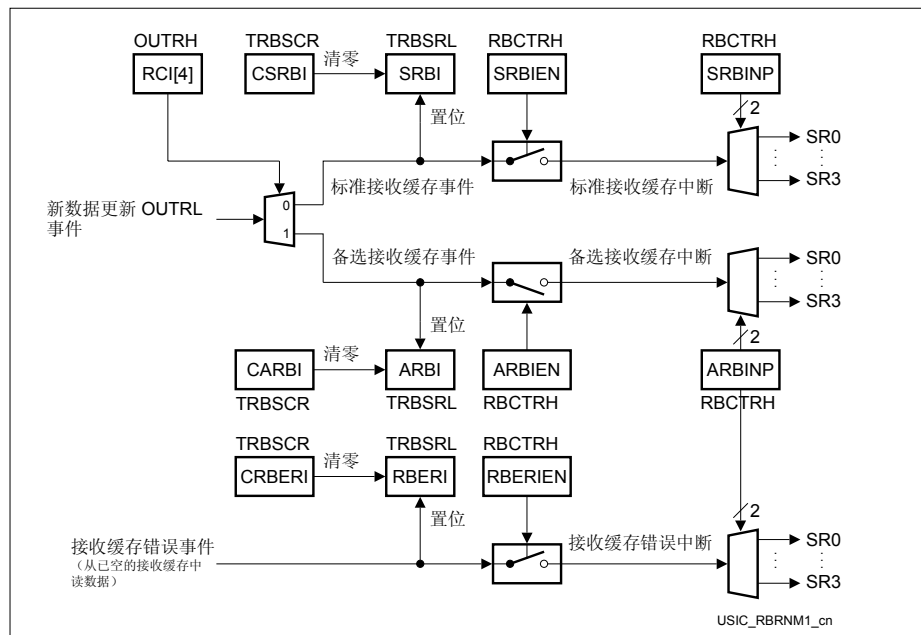 OUTRH
TRBSCR
TRBSRL
RBCTRH
RBCTRH
RCI[4]
CSRBI
清零
SRBI
SRBIEN
SRBINP
置位
2
SR0
SR3
标准接收缓存事件
标准接收缓存中断
新数据更新 OUTRL
事件
0
1
备选接收缓存事件
备选接收缓存中断
SR0
SR3
置位
2
CARBI
清零
ARBI
ARBIEN
ARBINP
TRBSCR
TRBSRL
RBCTRH
RBCTRH
TRBSCR
TRBSRL
RBCTRH
CRBERI
清零
RBERI
RBERIEN
置位
2
接收缓存错误事件
(从已空的接收缓存中
读数据)
接收缓存错误中断
SR0
SR3
USIC_RBRNM1_cn